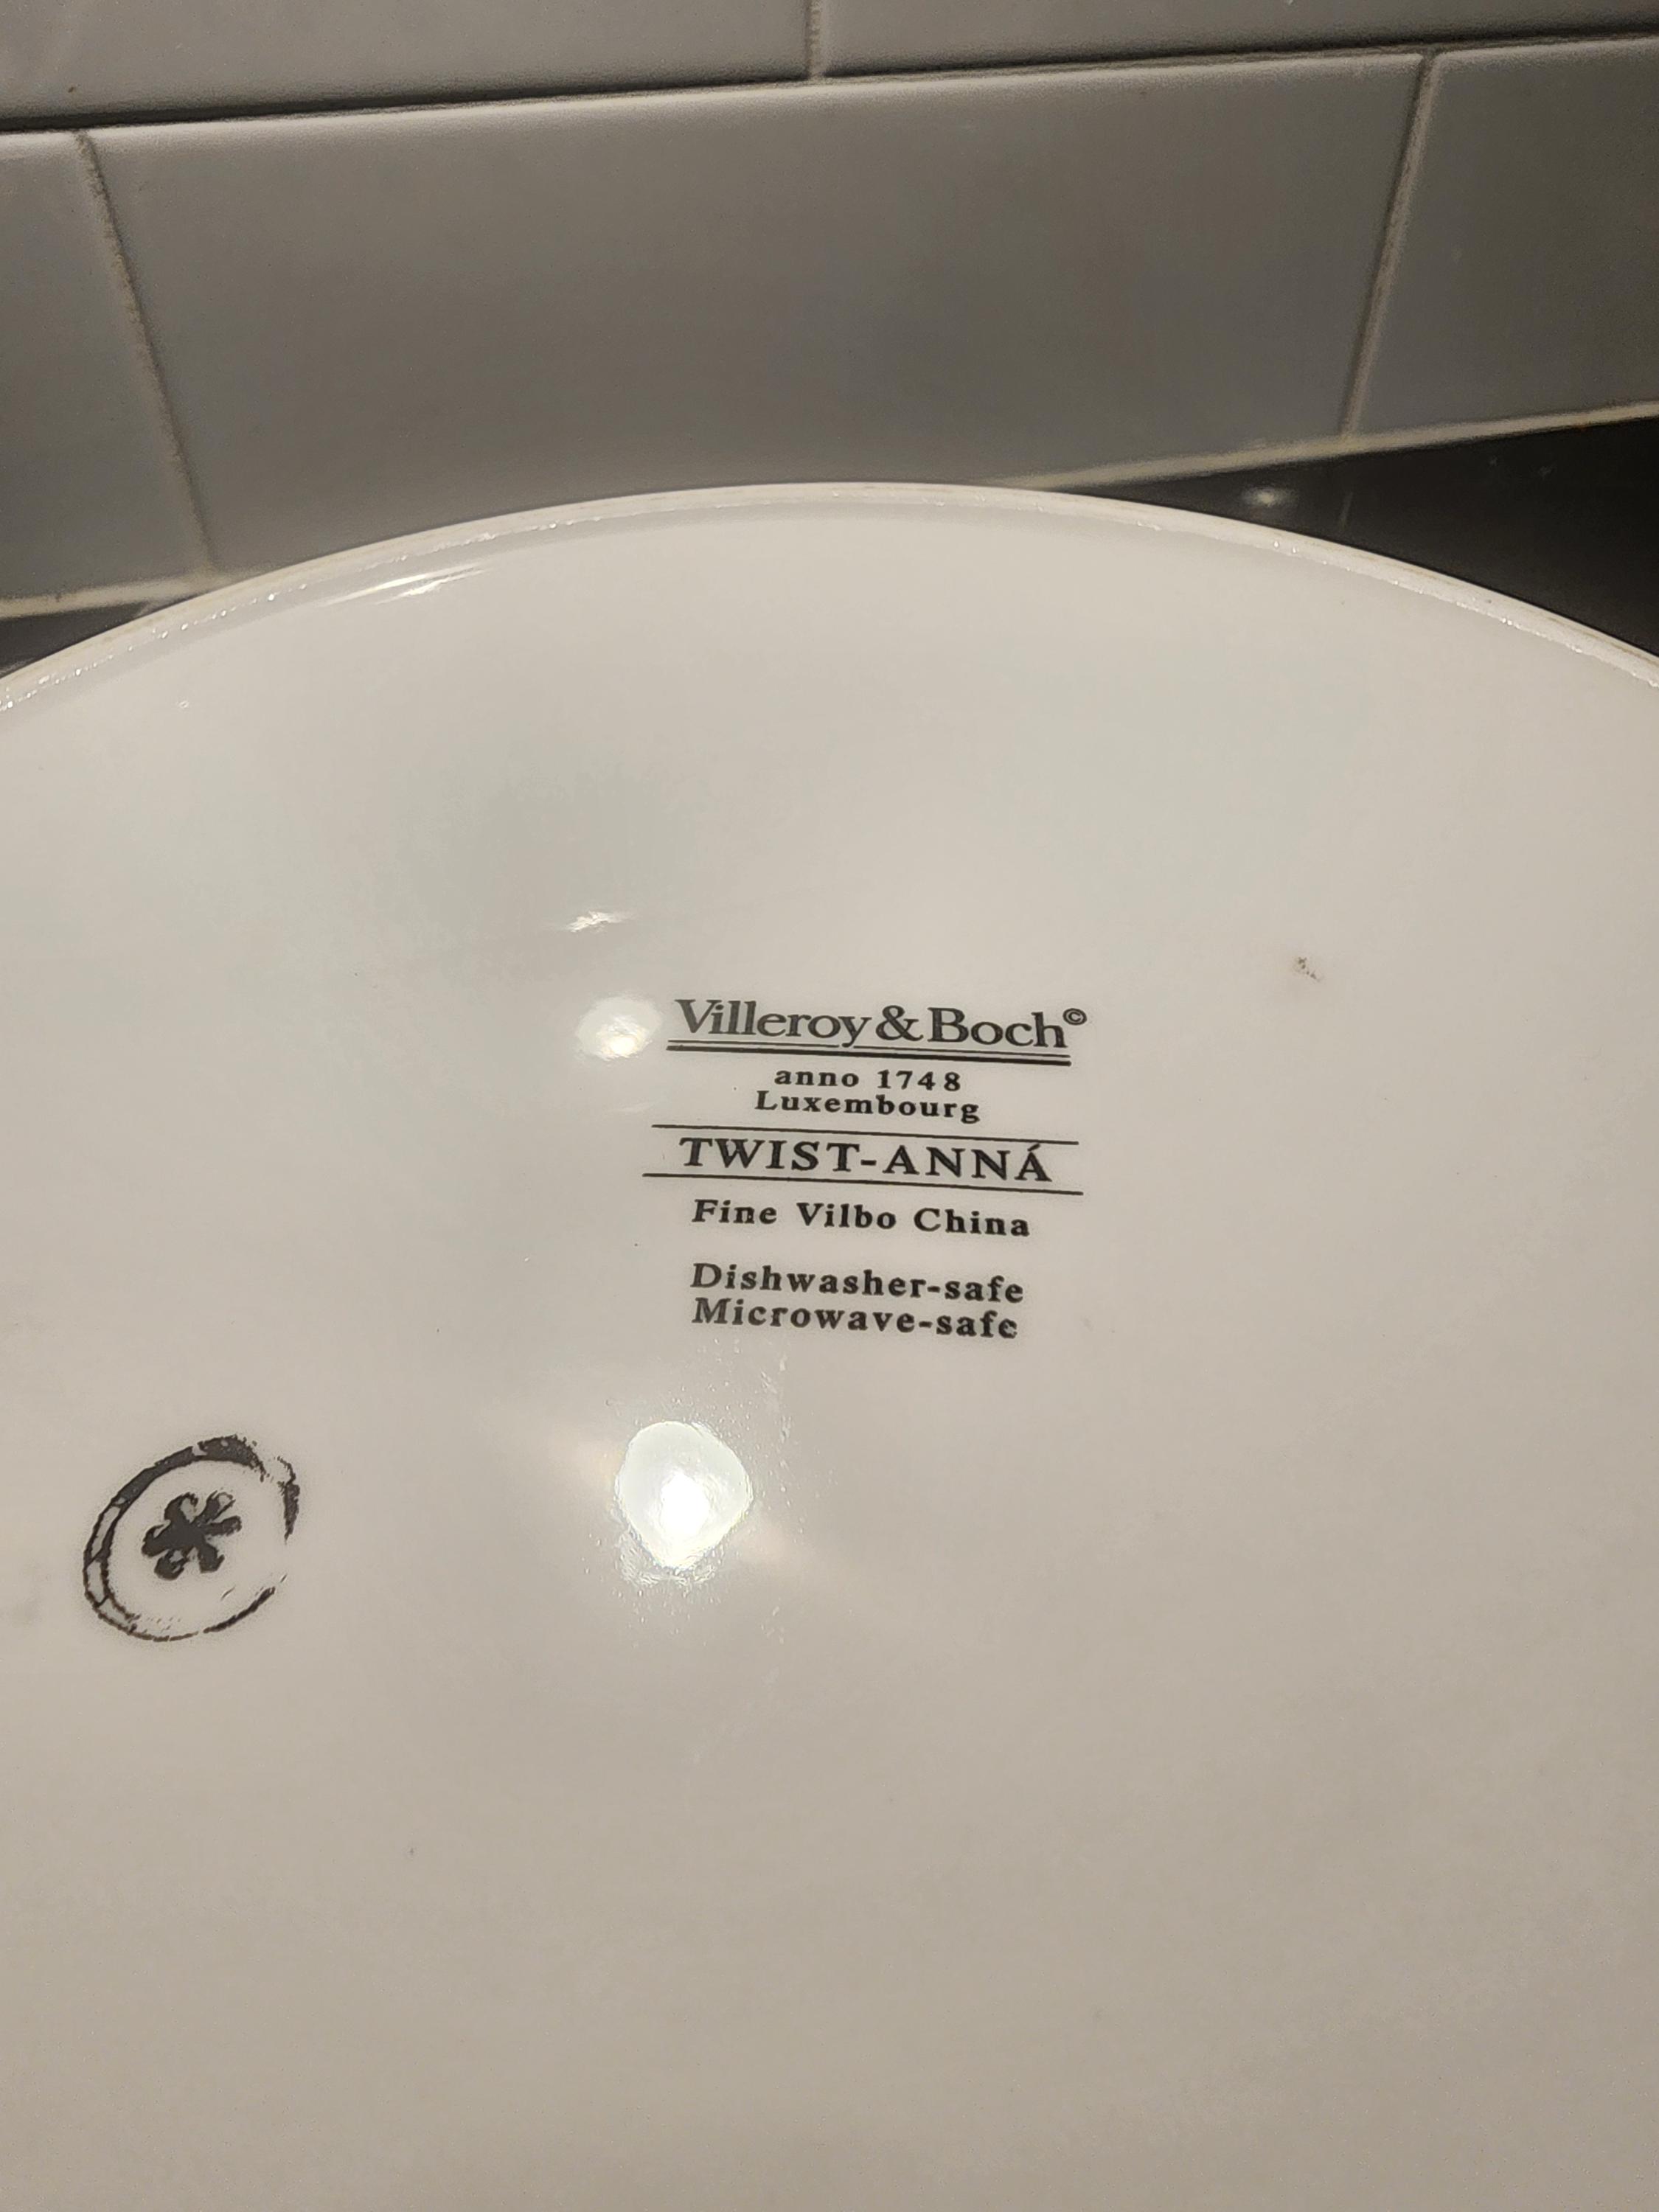 Villeroy & Boch©
anno 1748
Luxembourg
TWIST-ANNÁ
Fine Vilbo China
Dishwasher-safe
Microwave-safe